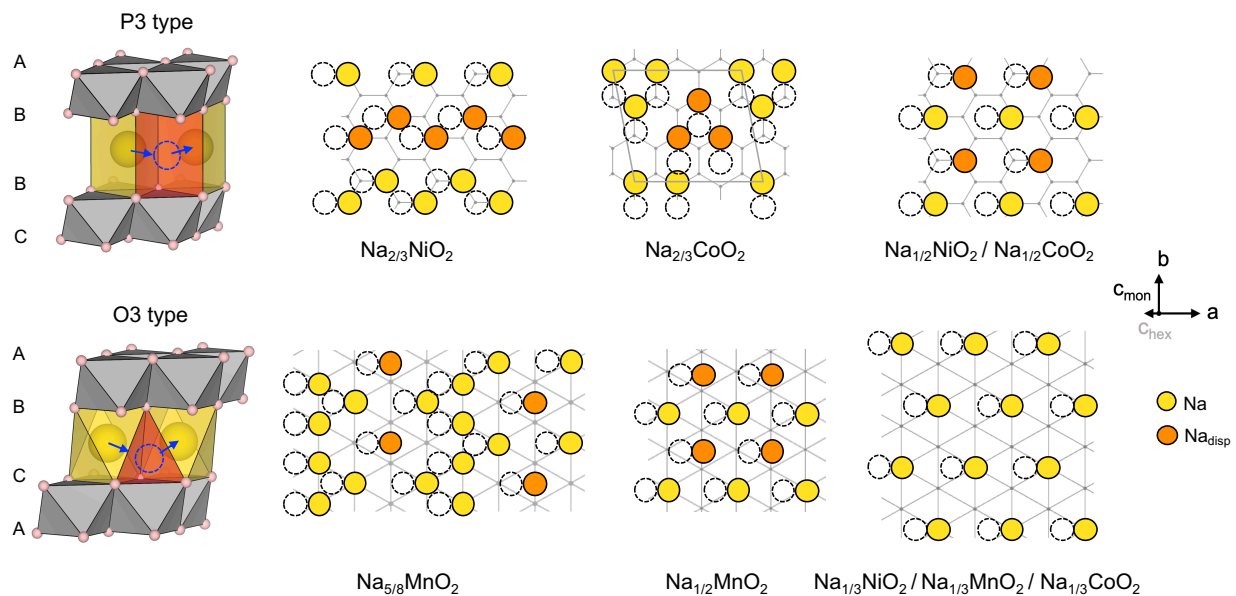 P3 type
A
B
B
C
Na2/3NiO2
Na2/3CoO2
Na1/2NiO2 / Na1/2CoO2
b
cmon
a
chex
O3 type
A
B
C
A
Na
Nadisp
Na5/8MnO2
Na1/2MnO2
Na1/3NiO2 / Na1/3MnO2 / Na1/3CoO2